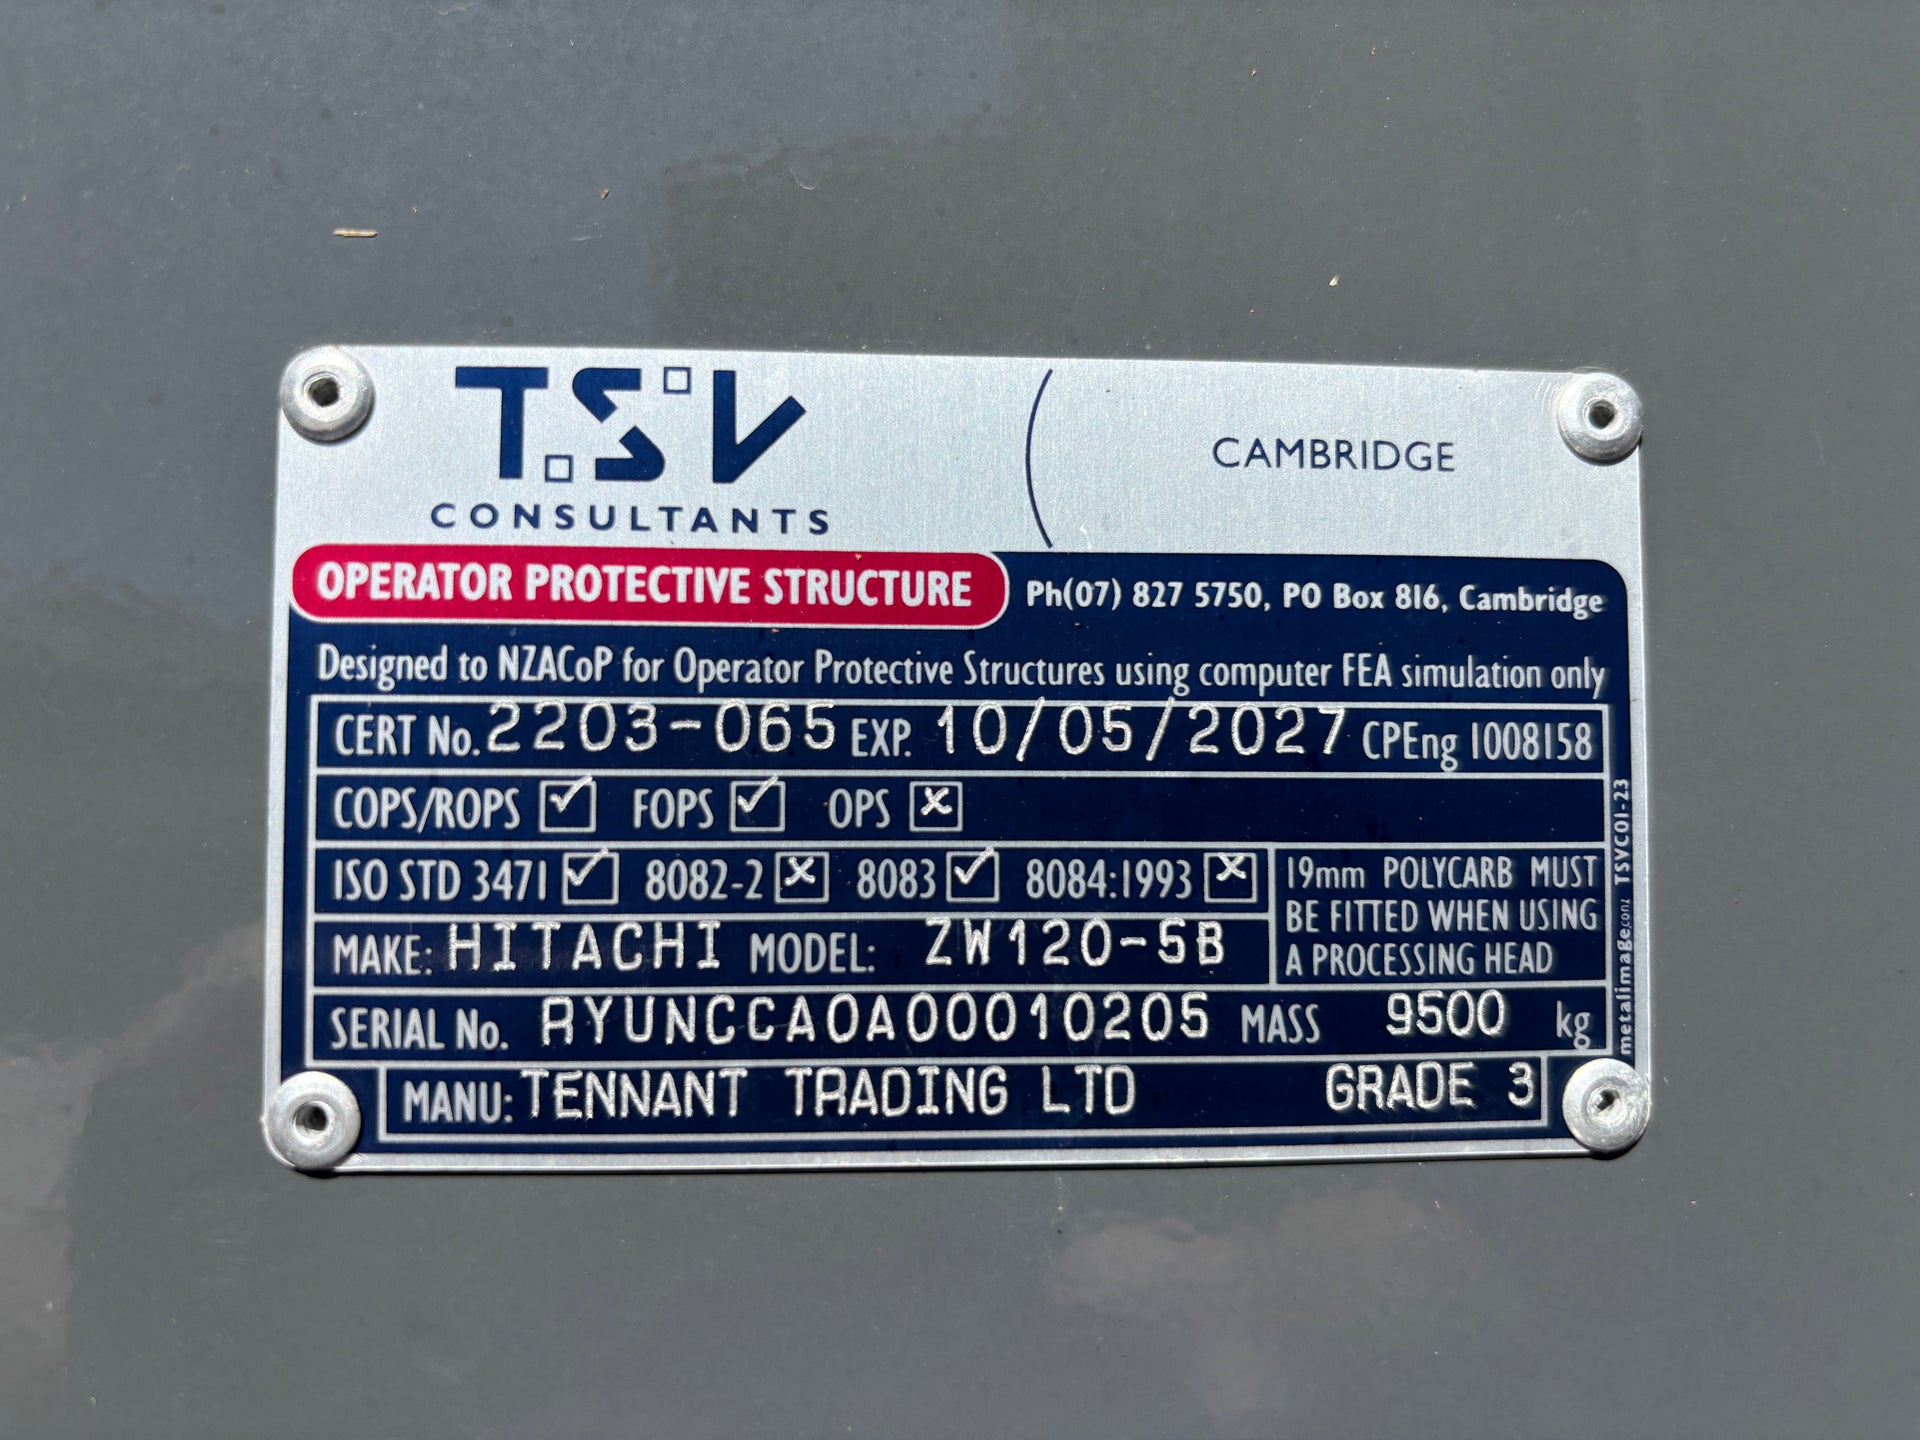 T.S.V
CONSULTANTS
CAMBRIDGE
OPERATOR PROTECTIVE STRUCTURE Ph(07) 827 5750, PO Box 816, Cambridge
Designed to NZACoP for Operator Protective Structures using computer FEA simulation only
CERT No. 2203-065 EXP. 10/05/2027 CPEng 1008158
COPS/ROPS ☑ FOPS ☑ OPS ☒
ISO STD 3471 ☑ 8082-2 ☒ 8083 ☑ 8084:1993 ☒
19mm POLYCARB MUST
BE FITTED WHEN USING
A PROCESSING HEAD
MAKE: HITACHI MODEL: ZW120-5B
SERIAL No. RYUNCCA0A00010205 MASS 9500 kg
MANU: TENNANT TRADING LTD GRADE 3
metalimage.co.nz TSVC01-23